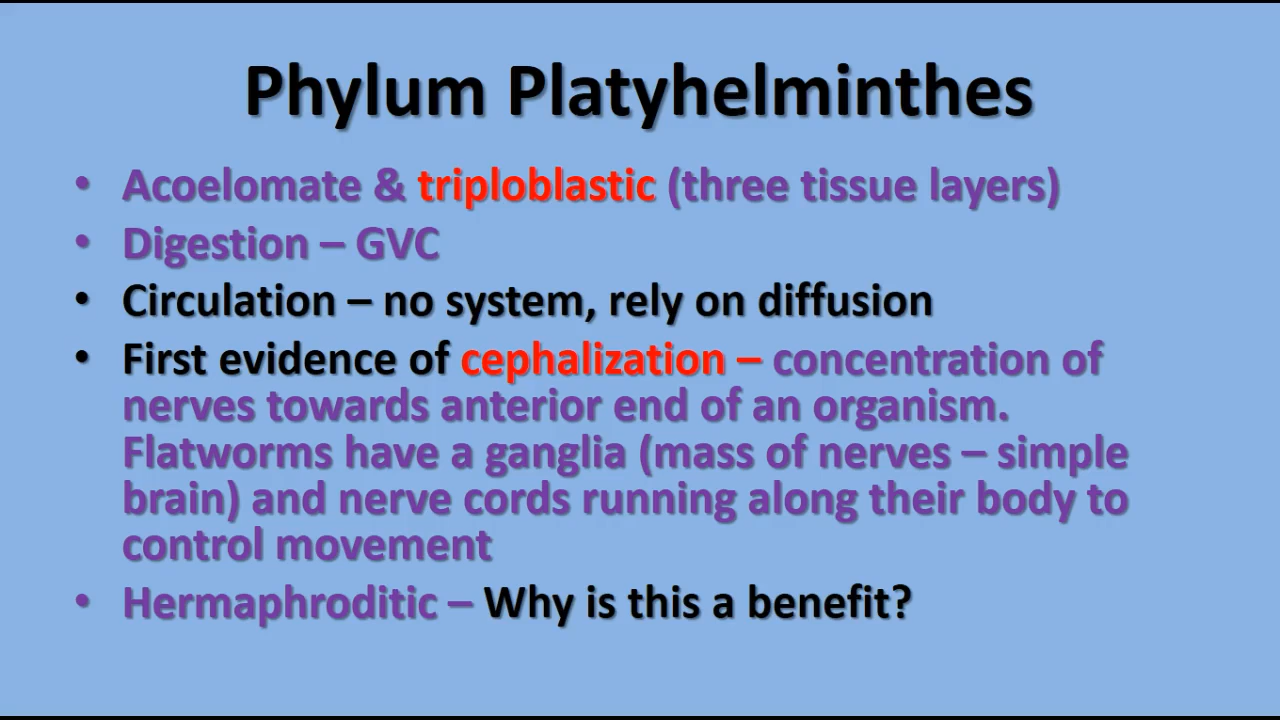 Phylum Platyhelminthes
• Acoelomate & triploblastic (three tissue layers)
• Digestion – GVC
• Circulation – no system, rely on diffusion
• First evidence of cephalization – concentration of
nerves towards anterior end of an organism.
Flatworms have a ganglia (mass of nerves – simple
brain) and nerve cords running along their body to
control movement
• Hermaphroditic – Why is this a benefit?